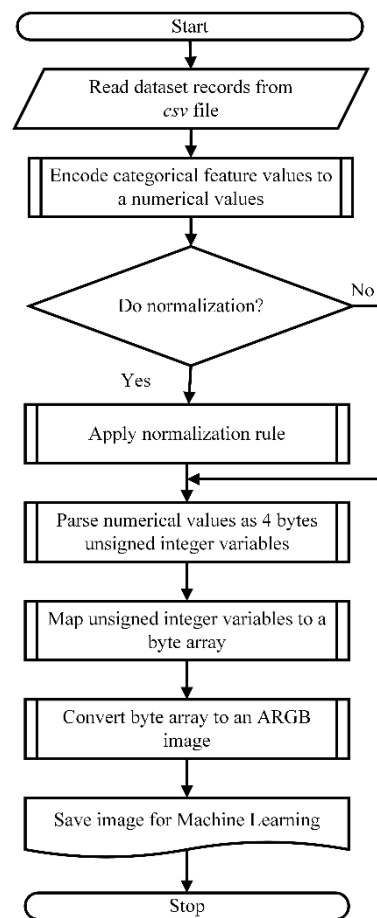 Start
Read dataset records from
csv file
Encode categorical feature values to
a numerical values
Do normalization?
No
Yes
Apply normalization rule
Parse numerical values as 4 bytes
unsigned integer variables
Map unsigned integer variables to a
byte array
Convert byte array to an ARGB
image
Save image for Machine Learning
Stop